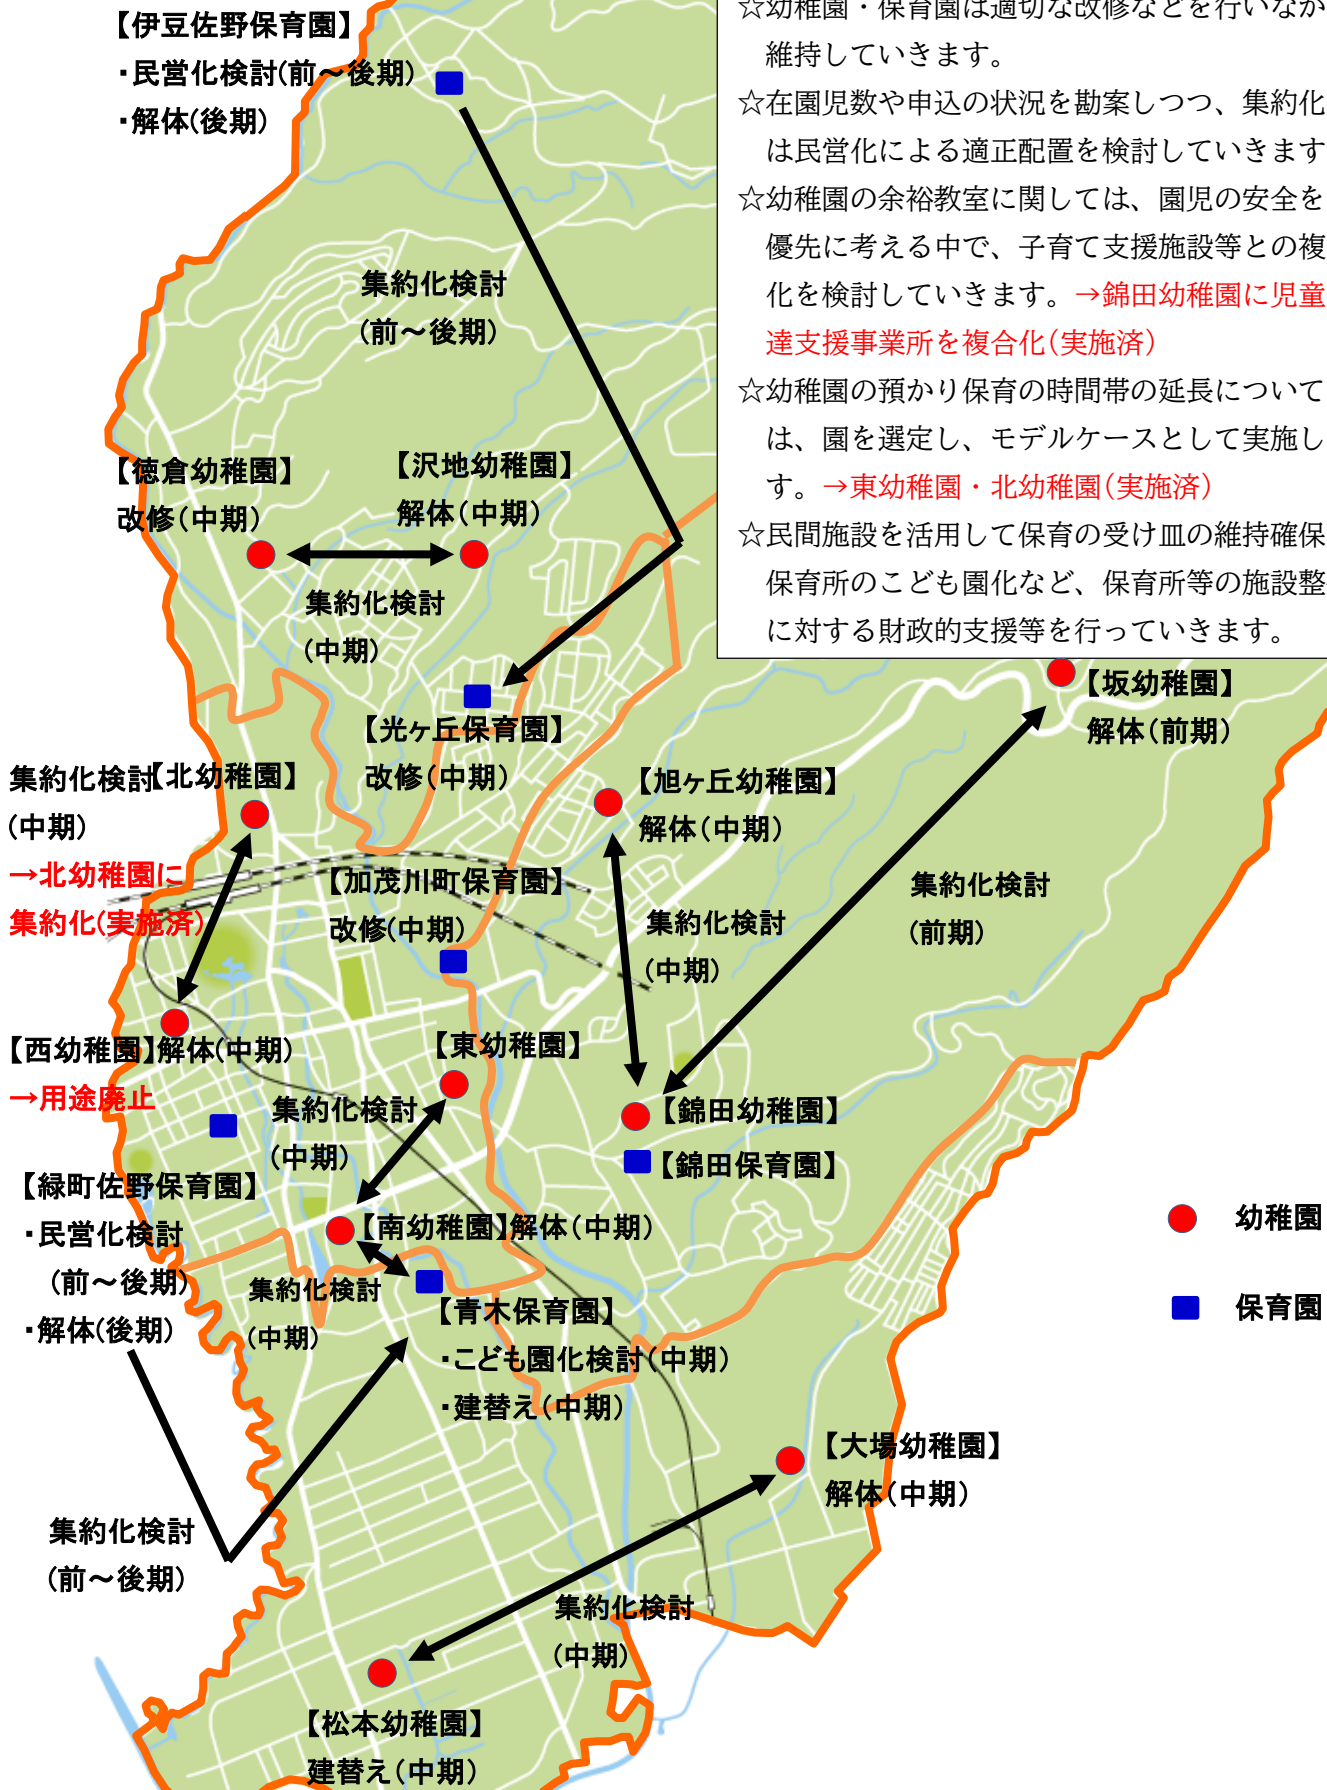 【伊豆佐野保育園】
・民営化検討(前～後期)
・解体(後期)
☆幼稚園・保育園は適切な改修などを行いなが
維持していきます。
☆在園児数や申込の状況を勘案しつつ、集約化
は民営化による適正配置を検討していきます
☆幼稚園の余裕教室に関しては、園児の安全を
優先に考える中で、子育て支援施設等との複
化を検討していきます。→錦田幼稚園に児童
達支援事業所を複合化(実施済)
☆幼稚園の預かり保育の時間帯の延長について
は、園を選定し、モデルケースとして実施し
す。→東幼稚園・北幼稚園(実施済)
☆民間施設を活用して保育の受け皿の維持確保
保育所のこども園化など、保育所等の施設整
に対する財政的支援等を行っていきます。
集約化検討
(前～後期)
【徳倉幼稚園】
改修(中期)
【沢地幼稚園】
解体(中期)
集約化検討
(中期)
【光ヶ丘保育園】
改修(中期)
【坂幼稚園】
解体(前期)
集約化検討
(中期)
→北幼稚園に
集約化(実施済)
【北幼稚園】
【旭ヶ丘幼稚園】
解体(中期)
【加茂川町保育園】
改修(中期)
集約化検討
(中期)
集約化検討
(前期)
【西幼稚園】解体(中期)
→用途廃止
【東幼稚園】
集約化検討
(中期)
【錦田幼稚園】
【錦田保育園】
【緑町佐野保育園】
・民営化検討
(前～後期)
・解体(後期)
【南幼稚園】解体(中期)
集約化検討
(中期)
【青木保育園】
・こども園化検討(中期)
・建替え(中期)
幼稚園
保育園
【大場幼稚園】
解体(中期)
集約化検討
(前～後期)
集約化検討
(中期)
【松本幼稚園】
建替え(中期)